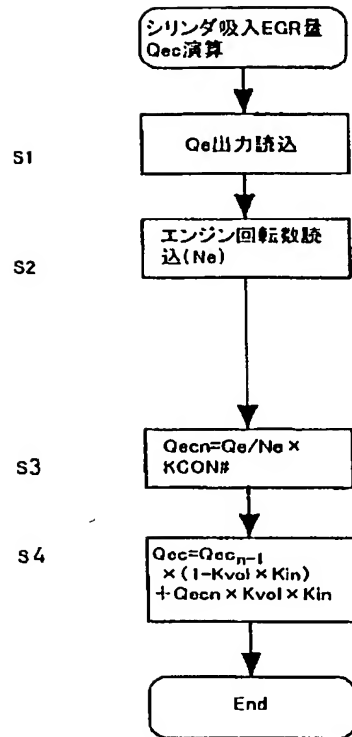 シリンダ吸入EGR量
Qec演算
S1
Qe出力読込
S2
エンジン回転数読
込(Ne)
S3
Qecn=Qe/Ne×
KCON#
S4
Qec=Qec n-1
×(1-Kvol×Kin)
+Qecn×Kvol×Kin
End